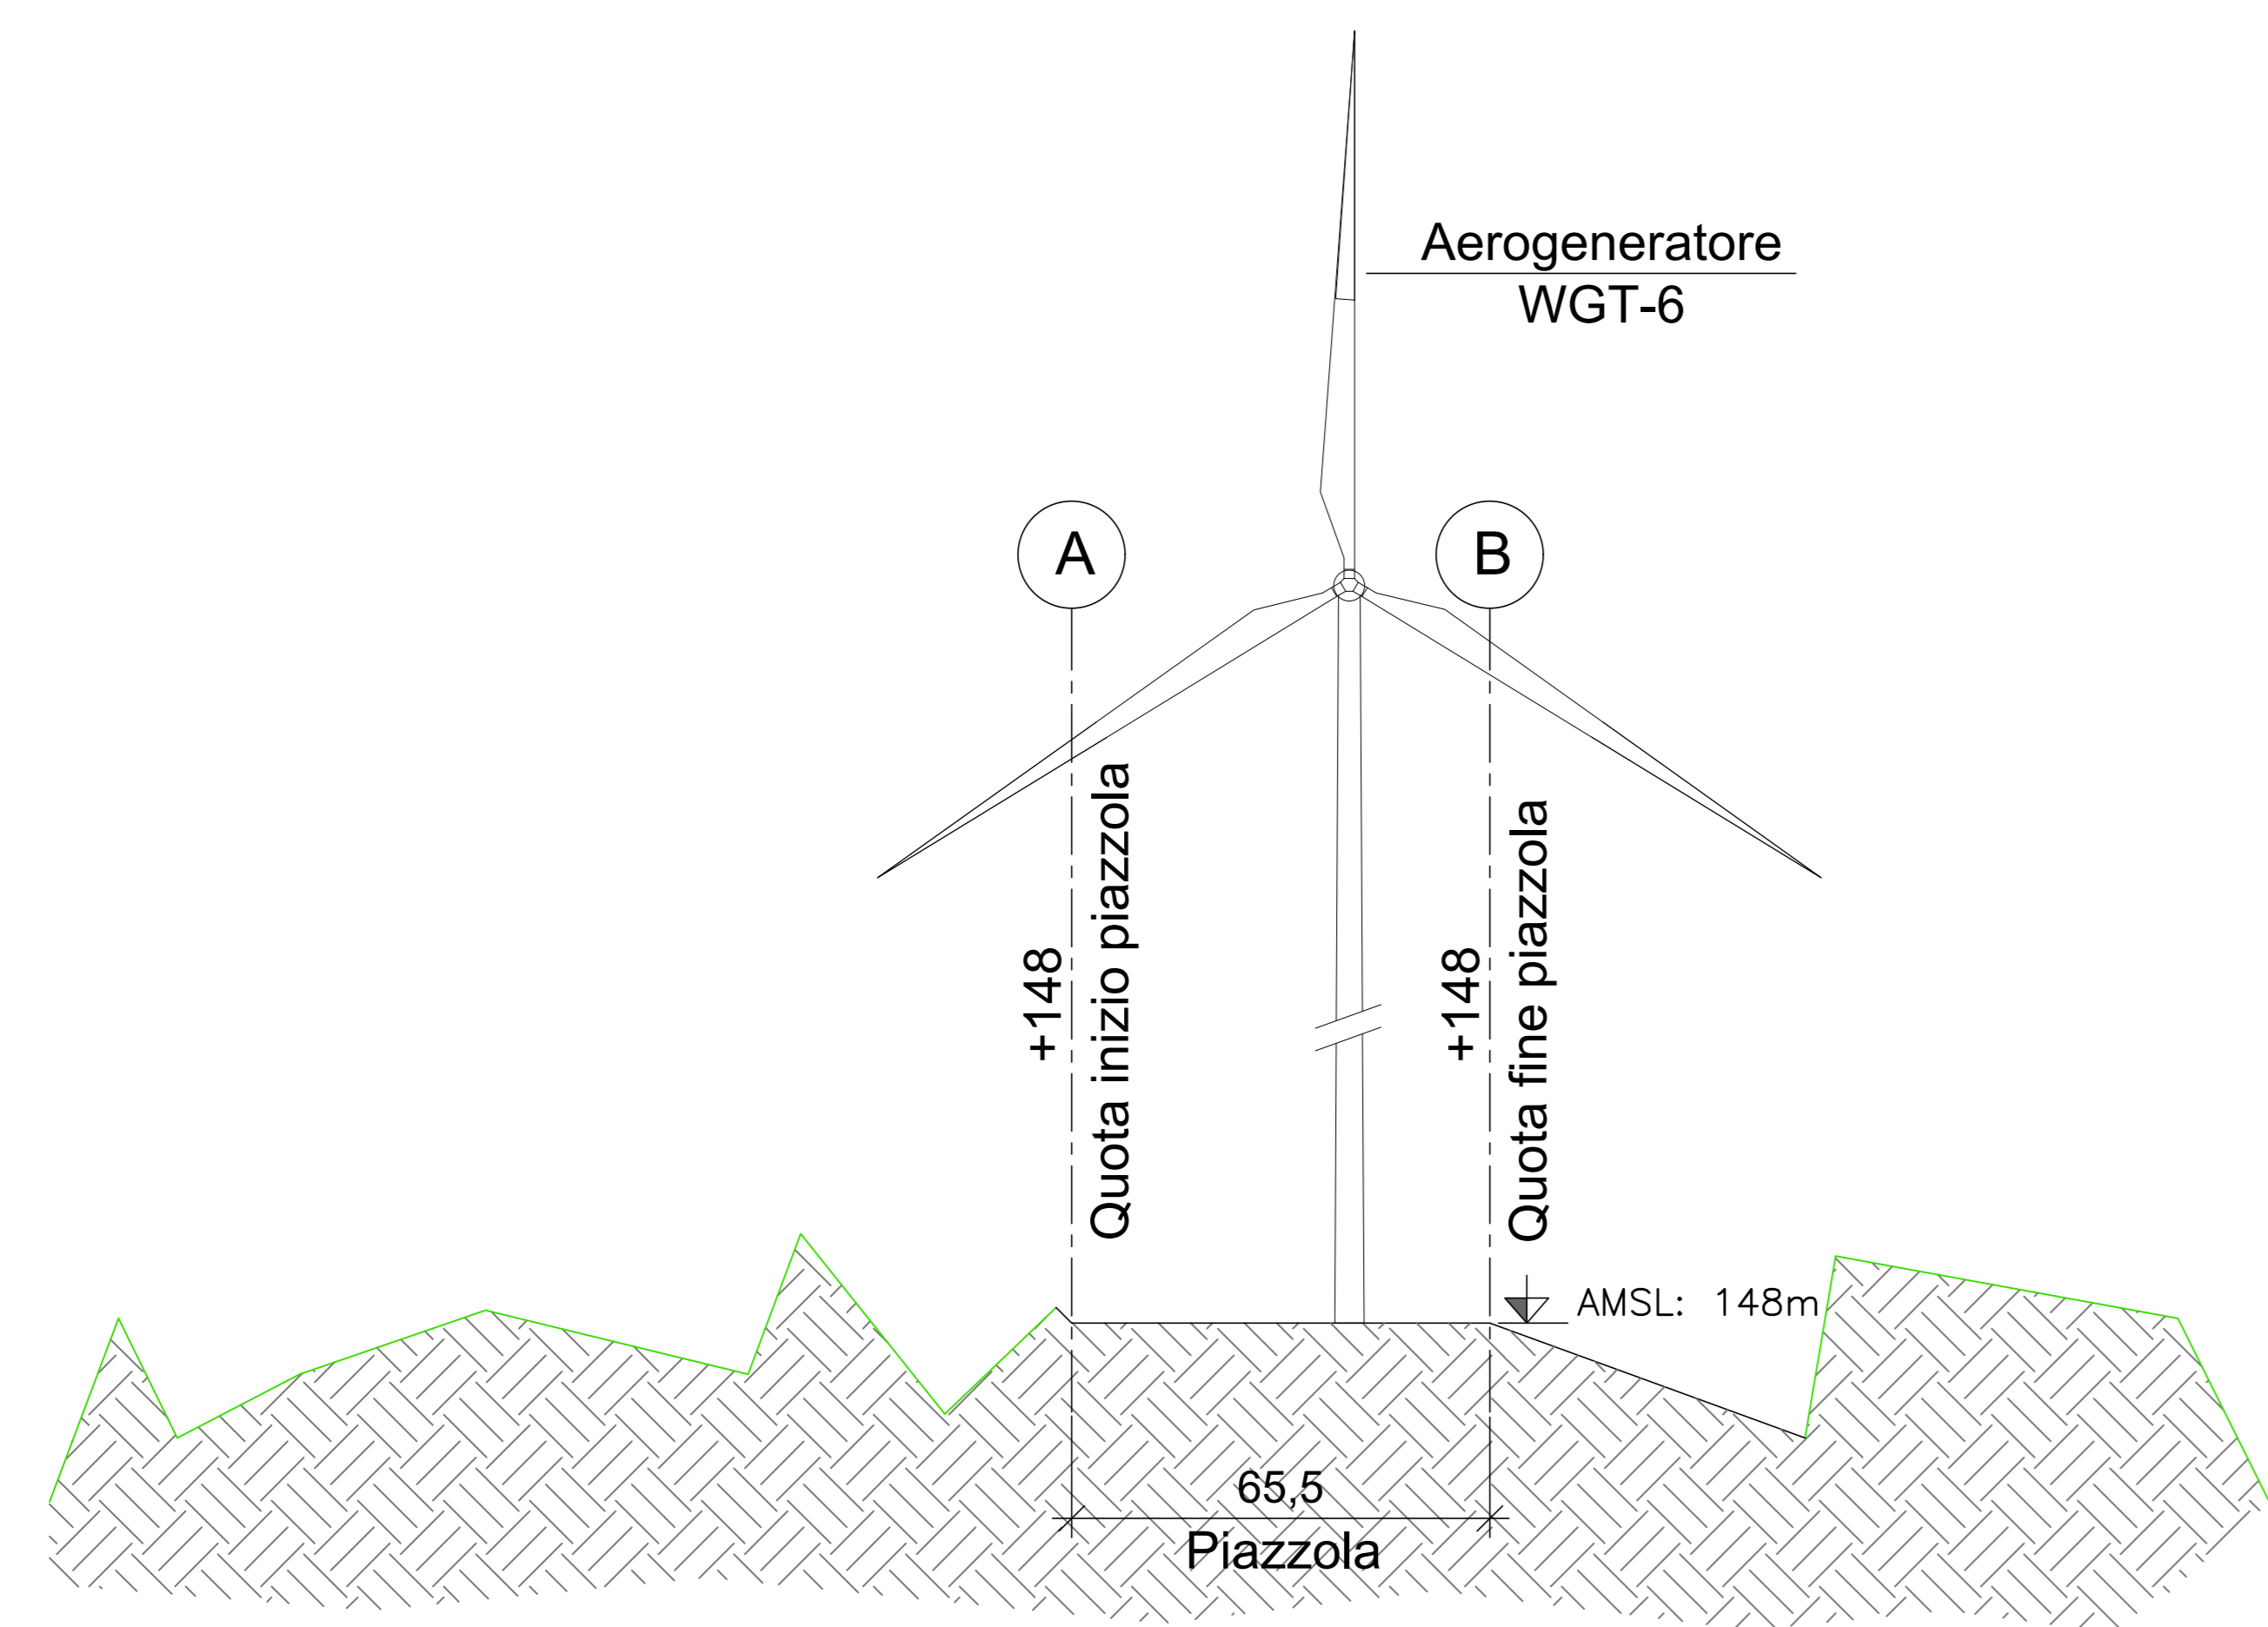 Aerogeneratore
WGT-6
A
B
+148
Quota inizio piazzola
+148
Quota fine piazzola
AMSL: 148m
65,5
Piazzola